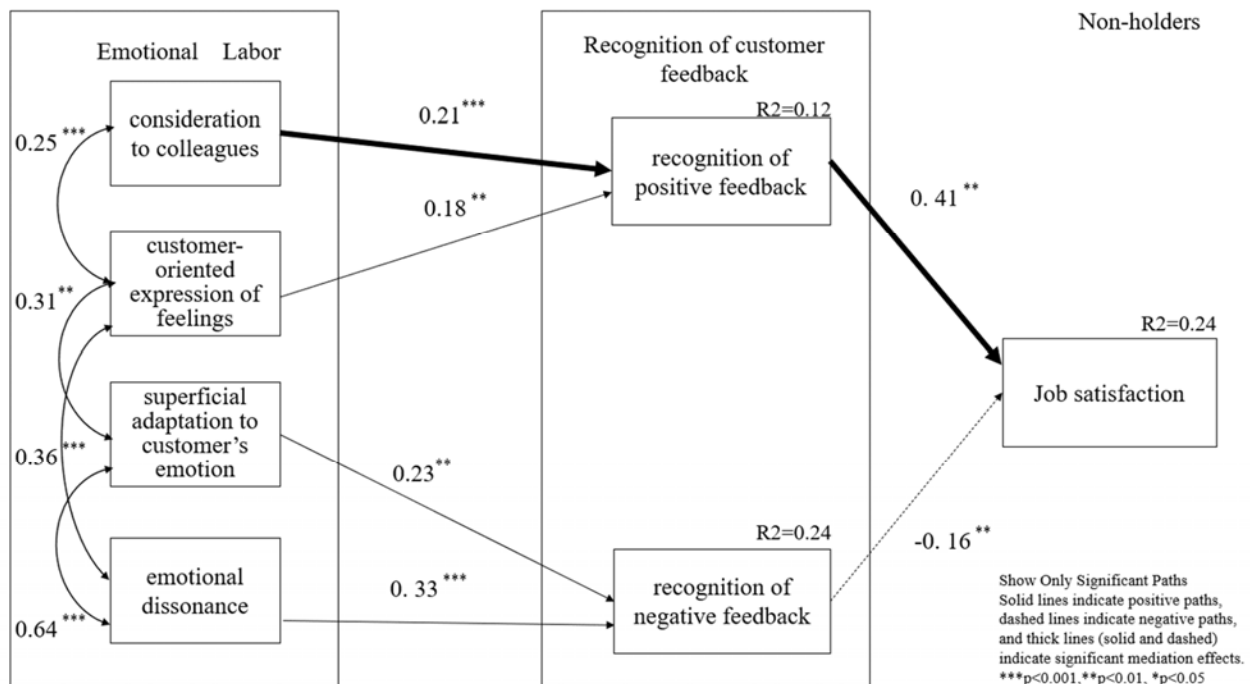 Non-holders
Emotional Labor
Recognition of customer
feedback
consideration
to colleagues
customer-
oriented
expression of
feelings
superficial
adaptation to
customer's
emotion
emotional
dissonance
0.25 ***
0.31 **
0.36 ***
0.64 ***
0.21 ***
0.18 **
0.23 **
0.33 ***
R2=0.12
recognition of
positive feedback
R2=0.24
recognition of
negative feedback
0. 41 **
-0. 16 **
R2=0.24
Job satisfaction
Show Only Significant Paths
Solid lines indicate positive paths,
dashed lines indicate negative paths,
and thick lines (solid and dashed)
indicate significant mediation effects.
***p<0.001,**p<0.01, *p<0.05